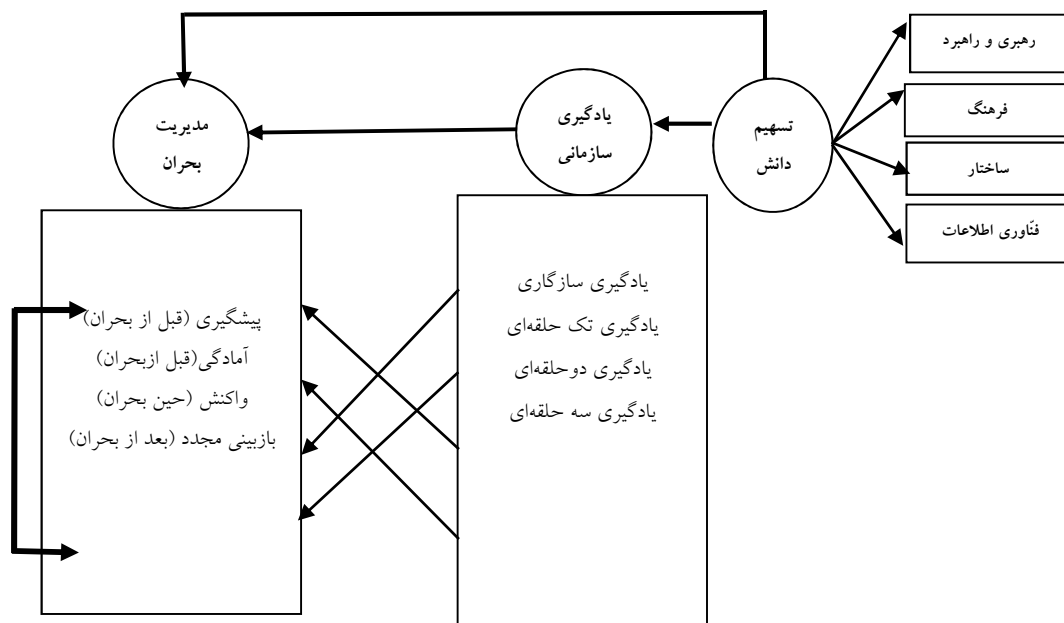 رهبری و راهبرد
فرهنگ
ساختار
فنّاوری اطلاعات
تسهیم
دانش
یادگیری
سازمانی
مدیریت
بحران
یادگیری سازگاری
یادگیری تک حلقه‌ای
یادگیری دوحلقه‌ای
یادگیری سه حلقه‌ای
پیشگیری (قبل از بحران)
آمادگی(قبل ازبحران)
واکنش (حین بحران)
بازبینی مجدد (بعد از بحران)